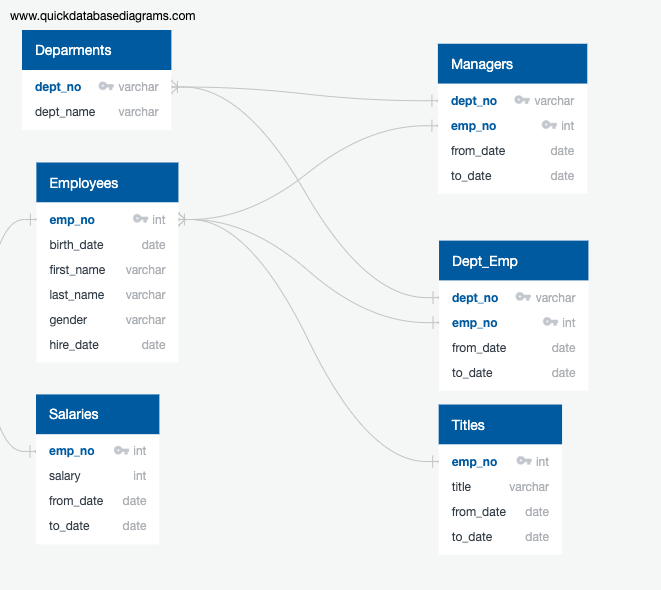 www.quickdatabasediagrams.com
Deparments
dept_no varchar
dept_name varchar
Employees
emp_no int
birth_date date
first_name varchar
last_name varchar
gender varchar
hire_date date
Salaries
emp_no int
salary int
from_date date
to_date date
Managers
dept_no varchar
emp_no int
from_date date
to_date date
Dept_Emp
dept_no varchar
emp_no int
from_date date
to_date date
Titles
emp_no int
title varchar
from_date date
to_date date